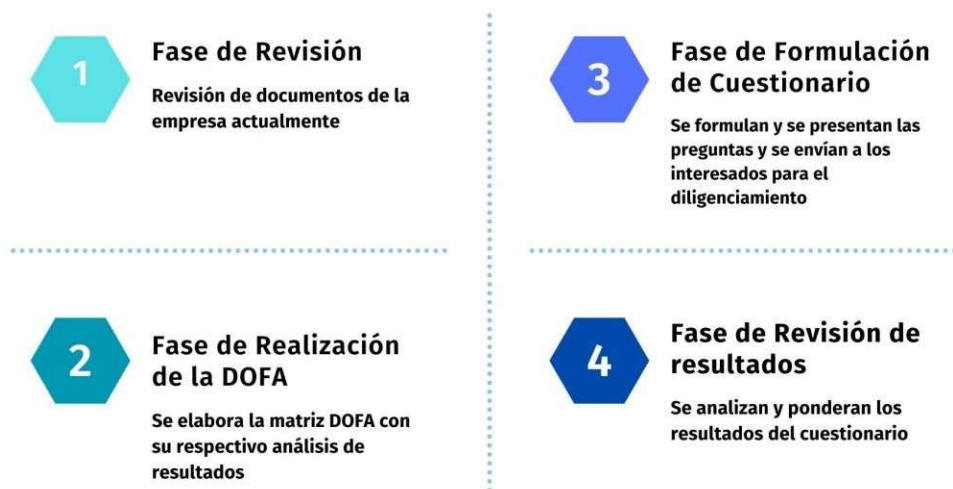 1
Fase de Revisión
Revisión de documentos de la
empresa actualmente
2
Fase de Realización
de la DOFA
Se elabora la matriz DOFA con
su respectivo análisis de
resultados
3
Fase de Formulación
de Cuestionario
Se formulan y se presentan las
preguntas y se envían a los
interesados para el
diligenciamiento
4
Fase de Revisión de
resultados
Se analizan y ponderan los
resultados del cuestionario